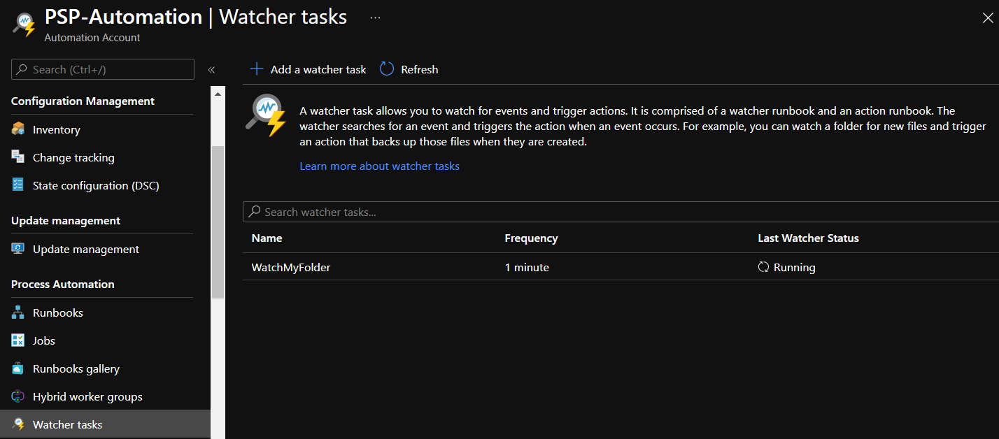 PSP-Automation | Watcher tasks ...
Automation Account
Search (Ctrl+/)
«
Configuration Management
Inventory
Change tracking
State configuration (DSC)
Update management
Update management
Process Automation
Runbooks
Jobs
Runbooks gallery
Hybrid worker groups
Watcher tasks
Add a watcher task Refresh
A watcher task allows you to watch for events and trigger actions. It is comprised of a watcher runbook and an action runbook. The
watcher searches for an event and triggers the action when an event occurs. For example, you can watch a folder for new files and trigger
an action that backs up those files when they are created.
Learn more about watcher tasks
Search watcher tasks...
Name Frequency Last Watcher Status
WatchMyFolder 1 minute Running